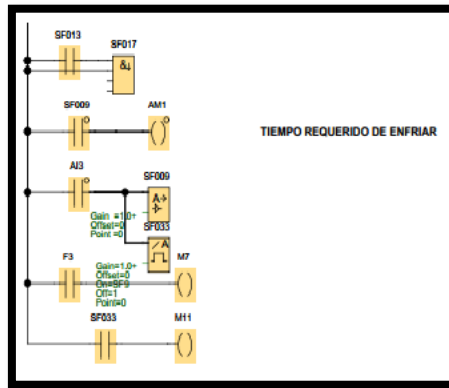 SF013
SF017
&↓
SF009
AM1
TIEMPO REQUERIDO DE ENFRIAR
AI3
SF009
A→
Gain =1.0+
Offset=0
Point =0
SF033
/A
Gain=1.0+
Offset=0
On=SF9
Off=1
Point=0
F3
M7
SF033
M11